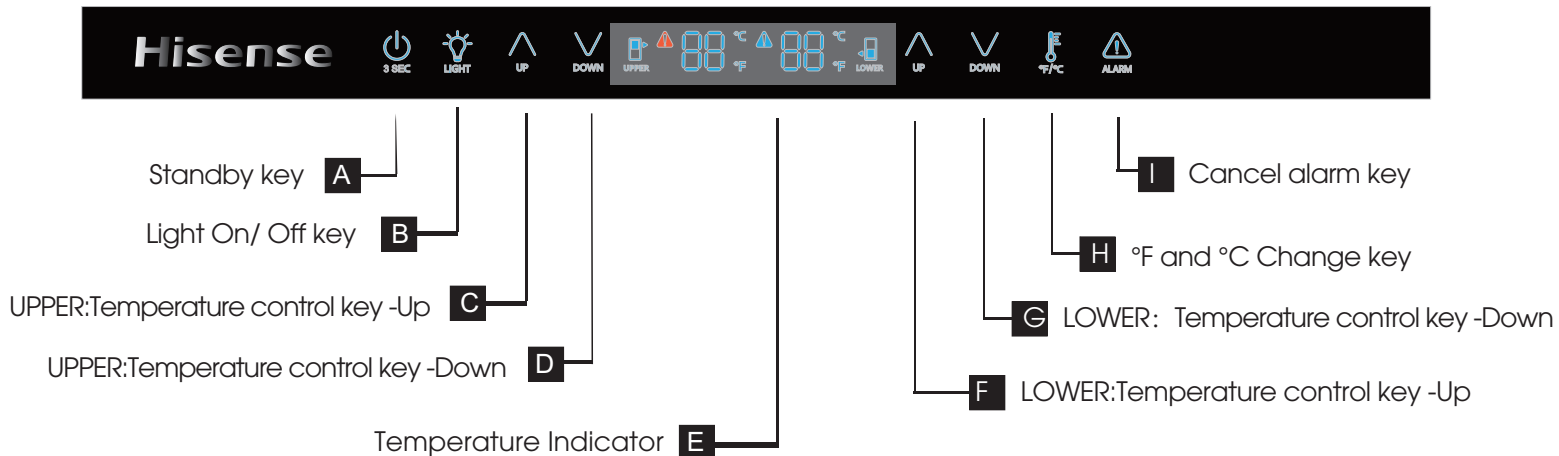 Hisense
3 SEC LIGHT UP DOWN UPPER 88 °C °F 88 °C °F LOWER UP DOWN °F/°C ALARM
Standby key A
I Cancel alarm key
Light On/ Off key B
H °F and °C Change key
UPPER:Temperature control key -Up C
G LOWER: Temperature control key -Down
UPPER:Temperature control key -Down D
F LOWER:Temperature control key -Up
Temperature Indicator E